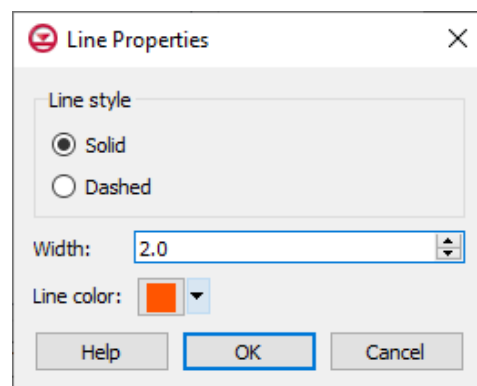 Line Properties
Line style
Solid
Dashed
Width: 2.0
Line color:
Help OK Cancel